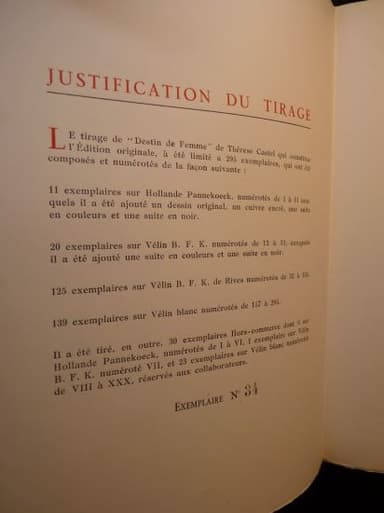 JUSTIFICATION DU TIRAGE
LE tirage de "Destin de Femme" de Thérèse Castel qui constitue
l'Édition originale, à été limité a 295 exemplaires, qui ont été
composés et numérotés de la façon suivante :
11 exemplaires sur Hollande Pannekoeck, numérotés de 1 à 11 aux
quels il a été ajouté un dessin original, un cuivre encré, une suite
en couleurs et une suite en noir.
20 exemplaires sur Vélin B. F. K. numérotés de 12 à 31, auxquels
il a été ajouté une suite en couleurs et une suite en noir.
125 exemplaires sur Vélin B. F. K. de Rives numérotés de 32 à 156.
139 exemplaires sur Vélin blanc numérotés de 157 à 295.
Il a été tiré, en outre, 30 exemplaires Hors-commerce dont 6 sur
Hollande Pannekoeck, numérotés de I à VI, 1 exemplaire sur Vélin
B. F. K. numéroté VII, et 23 exemplaires sur Vélin blanc numérotés
de VIII à XXX, réservés aux collaborateurs.
EXEMPLAIRE N° 34